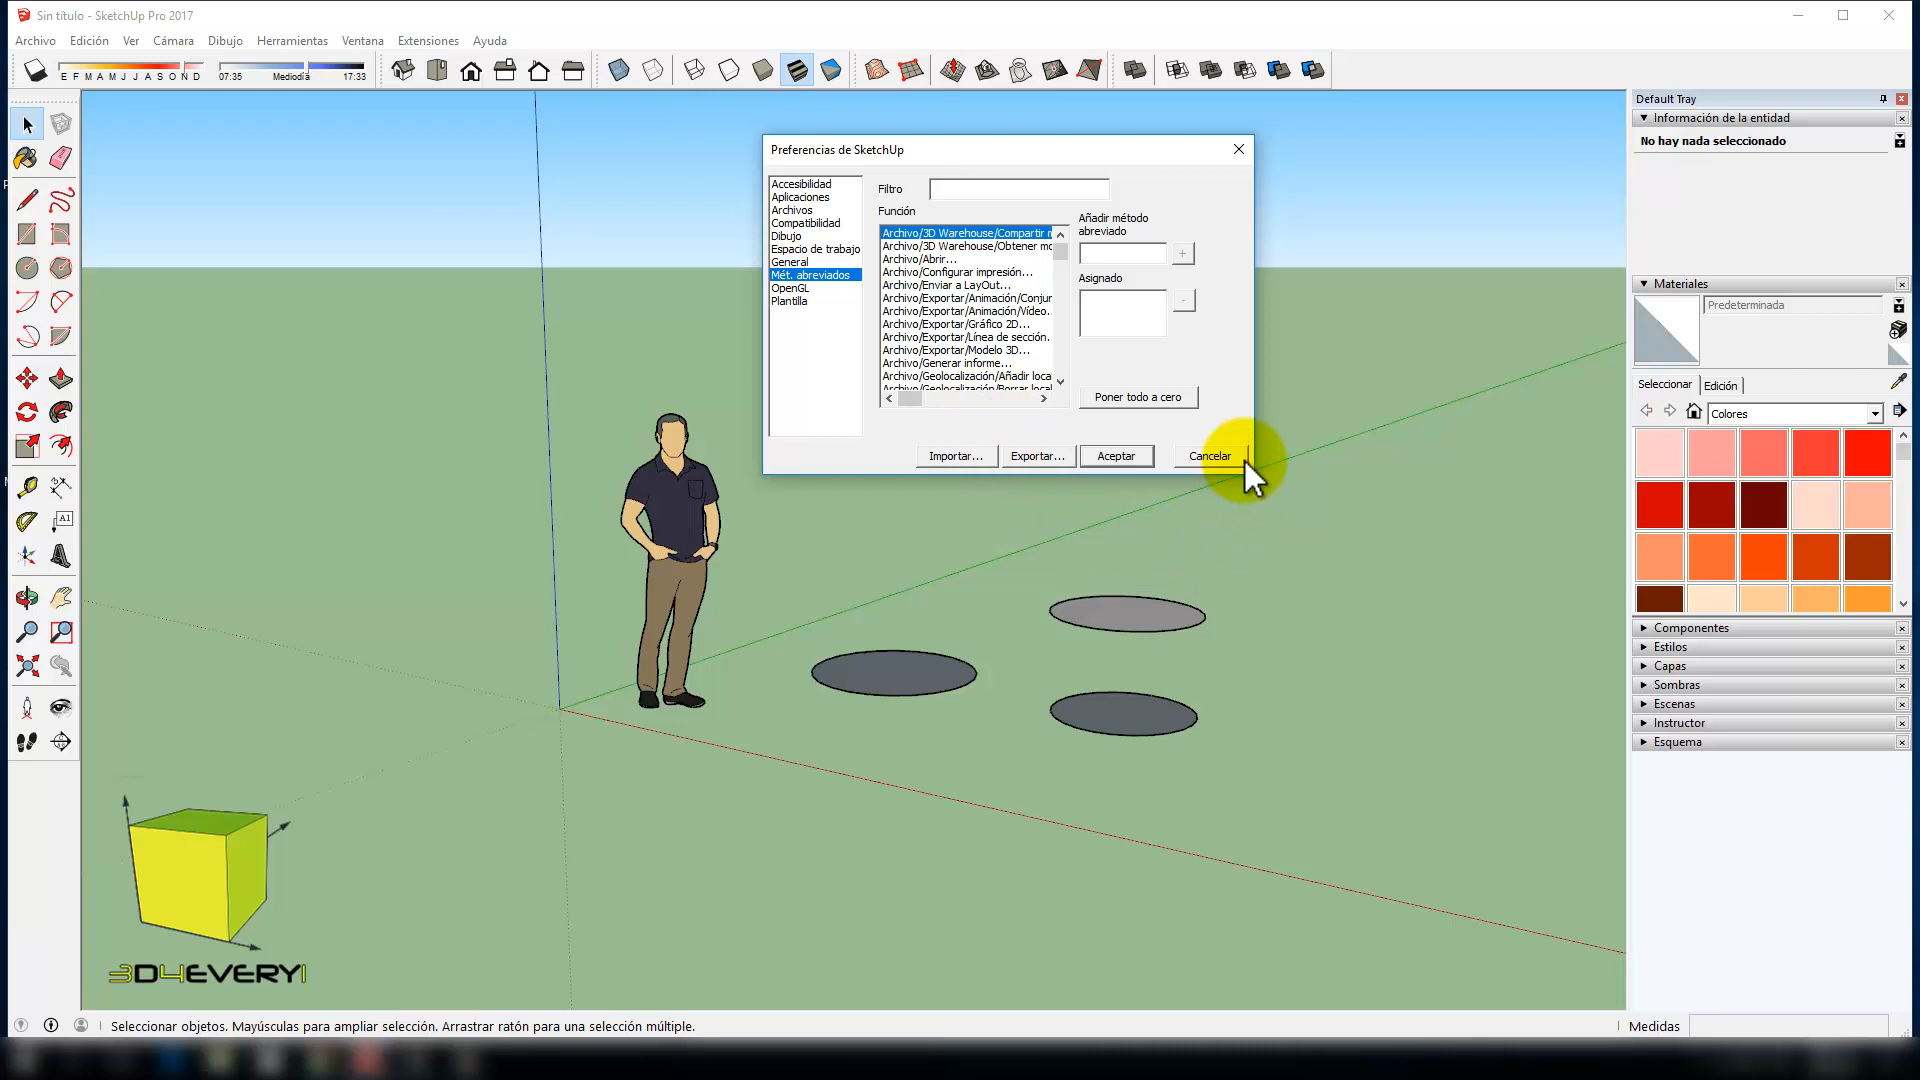 Sin título - SketchUp Pro 2017
Archivo Edición Ver Cámara Dibujo Herramientas Ventana Extensiones Ayuda
E F M A M J J A S O N D
07:35 Mediodía 17:33
Default Tray
Información de la entidad
No hay nada seleccionado
Preferencias de SketchUp
Accesibilidad
Aplicaciones
Archivos
Compatibilidad
Dibujo
Espacio de trabajo
General
Mét. abreviados
OpenGL
Plantilla
Filtro
Función
Archivo/3D Warehouse/Compartir
Archivo/3D Warehouse/Obtener
Archivo/Abrir...
Archivo/Configurar impresión...
Archivo/Enviar a LayOut...
Archivo/Exportar/Animación/Conjur
Archivo/Exportar/Animación/Vídeo.
Archivo/Exportar/Gráfico 2D...
Archivo/Exportar/Línea de sección.
Archivo/Exportar/Modelo 3D...
Archivo/Generar informe...
Archivo/Geolocalización/Añadir loca
Archivo/Geolocalización/Borrar local
Añadir método
abreviado
+
Asignado
-
Poner todo a cero
Importar... Exportar... Aceptar Cancelar
Materiales
Predeterminada
Seleccionar Edición
Colores
Componentes
Estilos
Capas
Sombras
Escenas
Instructor
Esquema
A1
3D4EVERY1
Seleccionar objetos. Mayúsculas para ampliar selección. Arrastrar ratón para una selección múltiple.
Medidas